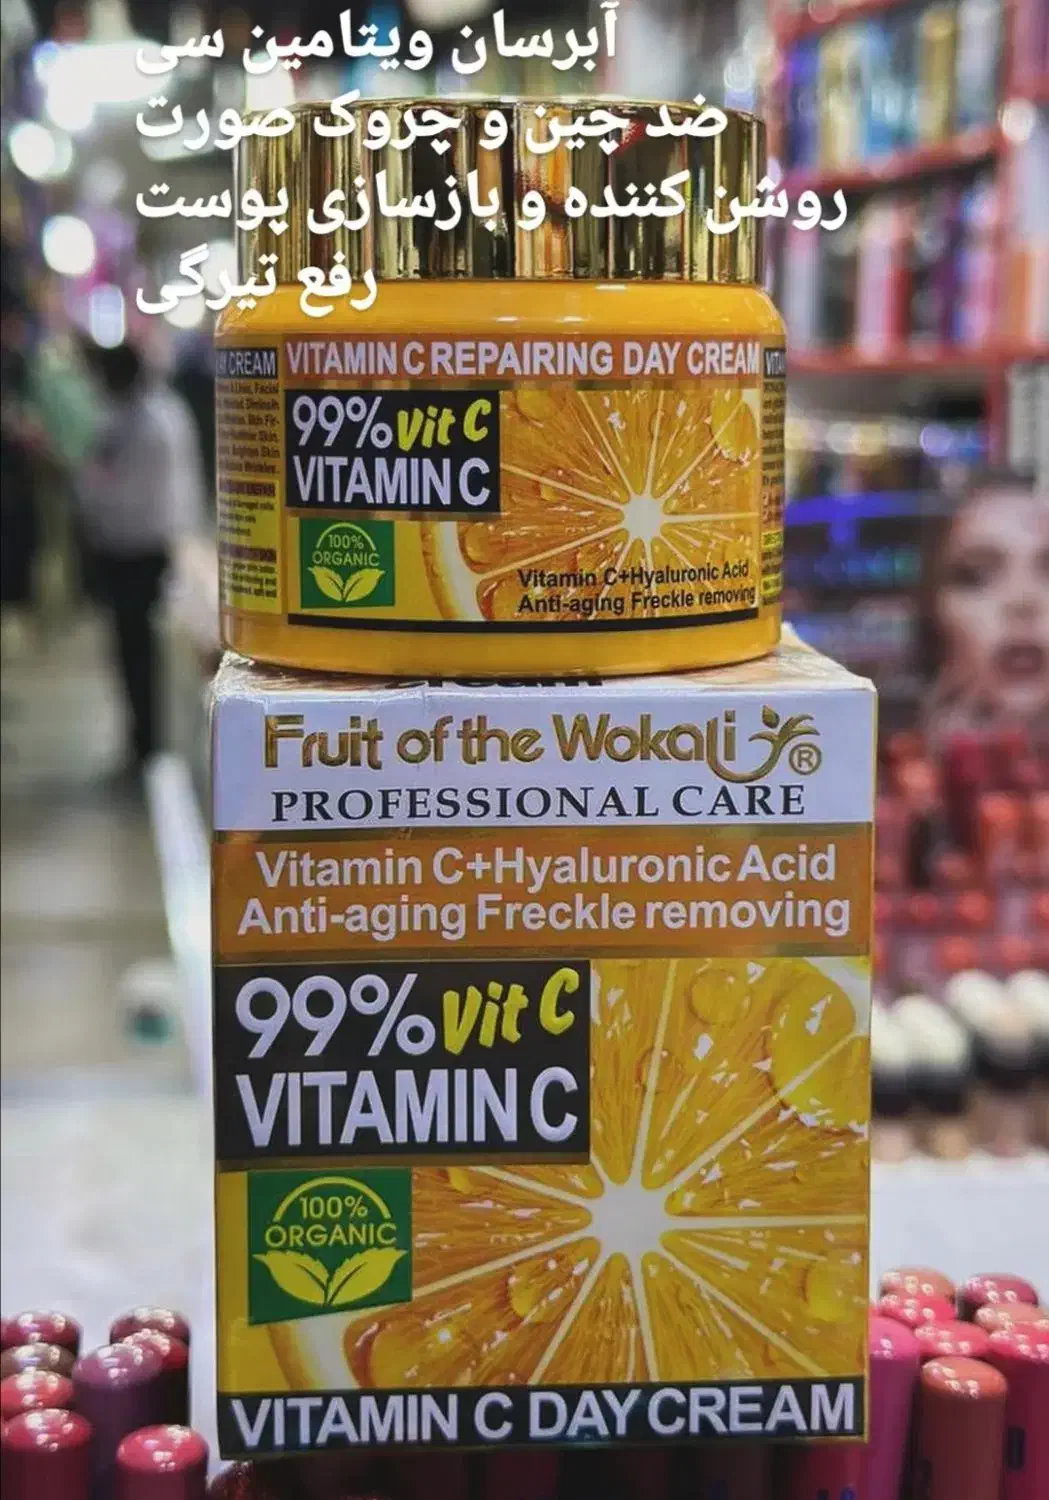 آبرسان ویتامین سی
ضد چین و چروک صورت
روشن کننده و بازسازی پوست
رفع تیرگی
AY CREAM VITAMIN C REPAIRING DAY CREAM
99% Vit C
VITAMIN C
100%
ORGANIC
Vitamin C+Hyaluronic Acid
Anti-aging Freckle removing
Fruit of the Wokali ®
PROFESSIONAL CARE
Vitamin C+Hyaluronic Acid
Anti-aging Freckle removing
99% Vit C
VITAMIN C
100%
ORGANIC
VITAMIN C DAY CREAM